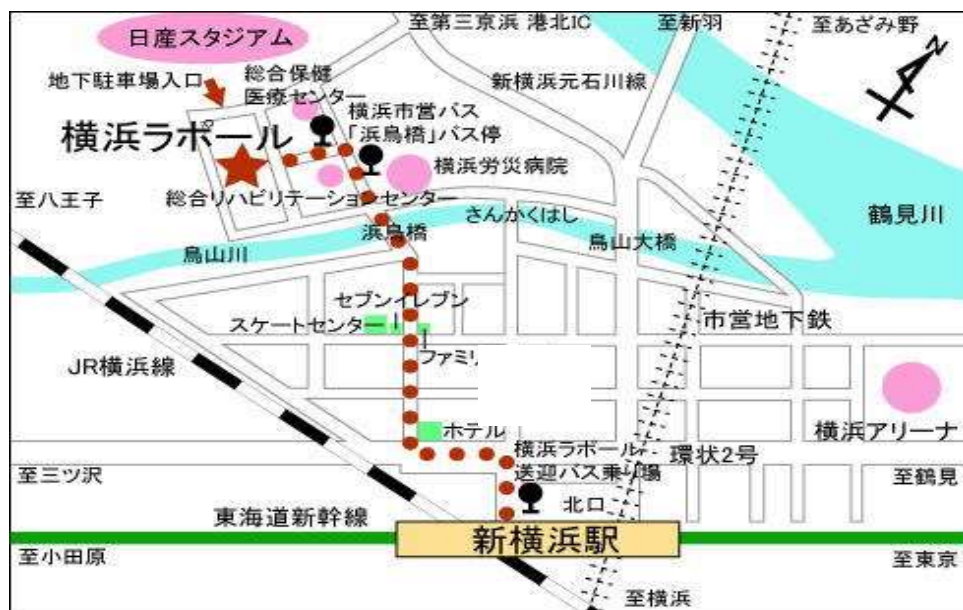 至第三京浜 港北IC
至新羽
至あざみ野
日産スタジアム
地下駐車場入口
総合保健
医療センター
新横浜元石川線
N
横浜市営バス
「浜鳥橋」バス停
横浜ラポール
横浜労災病院
至八王子
総合リハビリテーションセンター
さんかくはし
鶴見川
浜鳥橋
鳥山川
鳥山大橋
セブンイレブン
スケートセンター
市営地下鉄
ファミリ
JR横浜線
横浜アリーナ
ホテル
横浜ラポール
送迎バス乗り場
環状2号
至三ツ沢
至鶴見
北口
東海道新幹線
新横浜駅
至小田原
至東京
至横浜